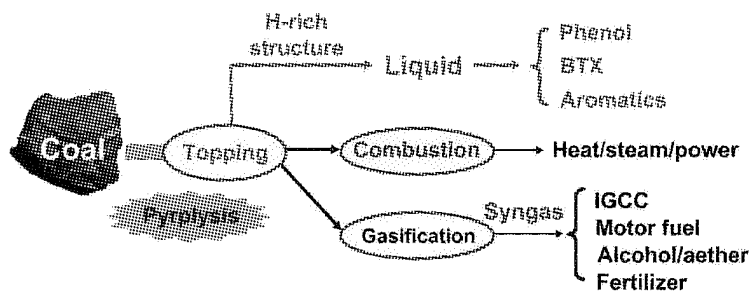 H-rich
structure
Liquid
Phenol
BTX
Aromatics
Coal
Topping
Combustion
Heat/steam/power
Pyrplysis
Gasification
Syngas
IGCC
Motor fuel
Alcohol/aether
Fertilizer